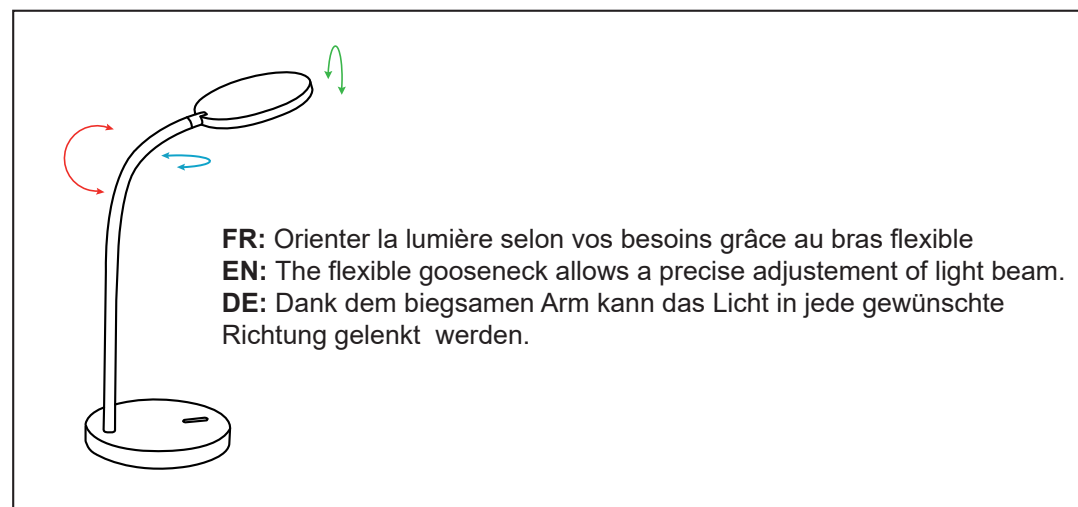 FR: Orienter la lumière selon vos besoins grâce au bras flexible
EN: The flexible gooseneck allows a precise adjustement of light beam.
DE: Dank dem biegsamen Arm kann das Licht in jede gewünschte
Richtung gelenkt  werden.